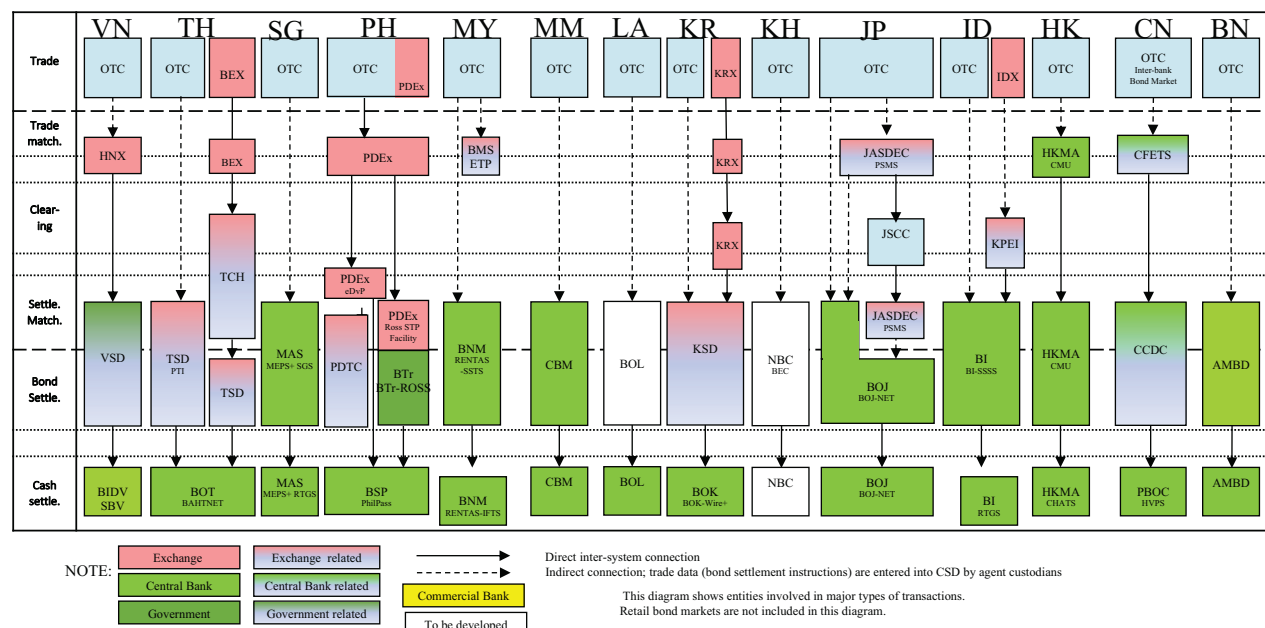 VN TH SG PH MY MM LA KR KH JP ID HK CN BN
Trade
OTC
OTC
BEX
OTC
OTC
PDEx
OTC
OTC
OTC
OTC
KRX
OTC
OTC
OTC
IDX
OTC
OTC
Inter-bank
Bond Market
OTC
Trade
match.
HNX
BEX
PDEx
BMS
ETP
KRX
JASDEC
PSMS
HKMA
CMU
CFETS
Clear-
ing
TCH
KRX
JSCC
KPEI
PDEx
eDvP
Settle.
Match.
VSD
TSD
PTI
MAS
MEPS+ SGS
PDTC
PDEx
Ross STP
Facility
BNM
RENTAS
-SSTS
CBM
BOL
KSD
NBC
BEC
JASDEC
PSMS
BI
BI-SSSS
HKMA
CMU
CCDC
AMBD
Bond
Settle.
TSD
BTr
BTr-ROSS
BOJ
BOJ-NET
Cash
settle.
BIDV
SBV
BOT
BAHTNET
MAS
MEPS+ RTGS
BSP
PhilPass
BNM
RENTAS-IFTS
CBM
BOL
BOK
BOK-Wire+
NBC
BOJ
BOJ-NET
BI
RTGS
HKMA
CHATS
PBOC
HVPS
AMBD
NOTE:
Exchange
Exchange related
Direct inter-system connection
Indirect connection; trade data (bond settlement instructions) are entered into CSD by agent custodians
Central Bank
Central Bank related
Commercial Bank
This diagram shows entities involved in major types of transactions.
Retail bond markets are not included in this diagram.
Government
Government related
To be developed